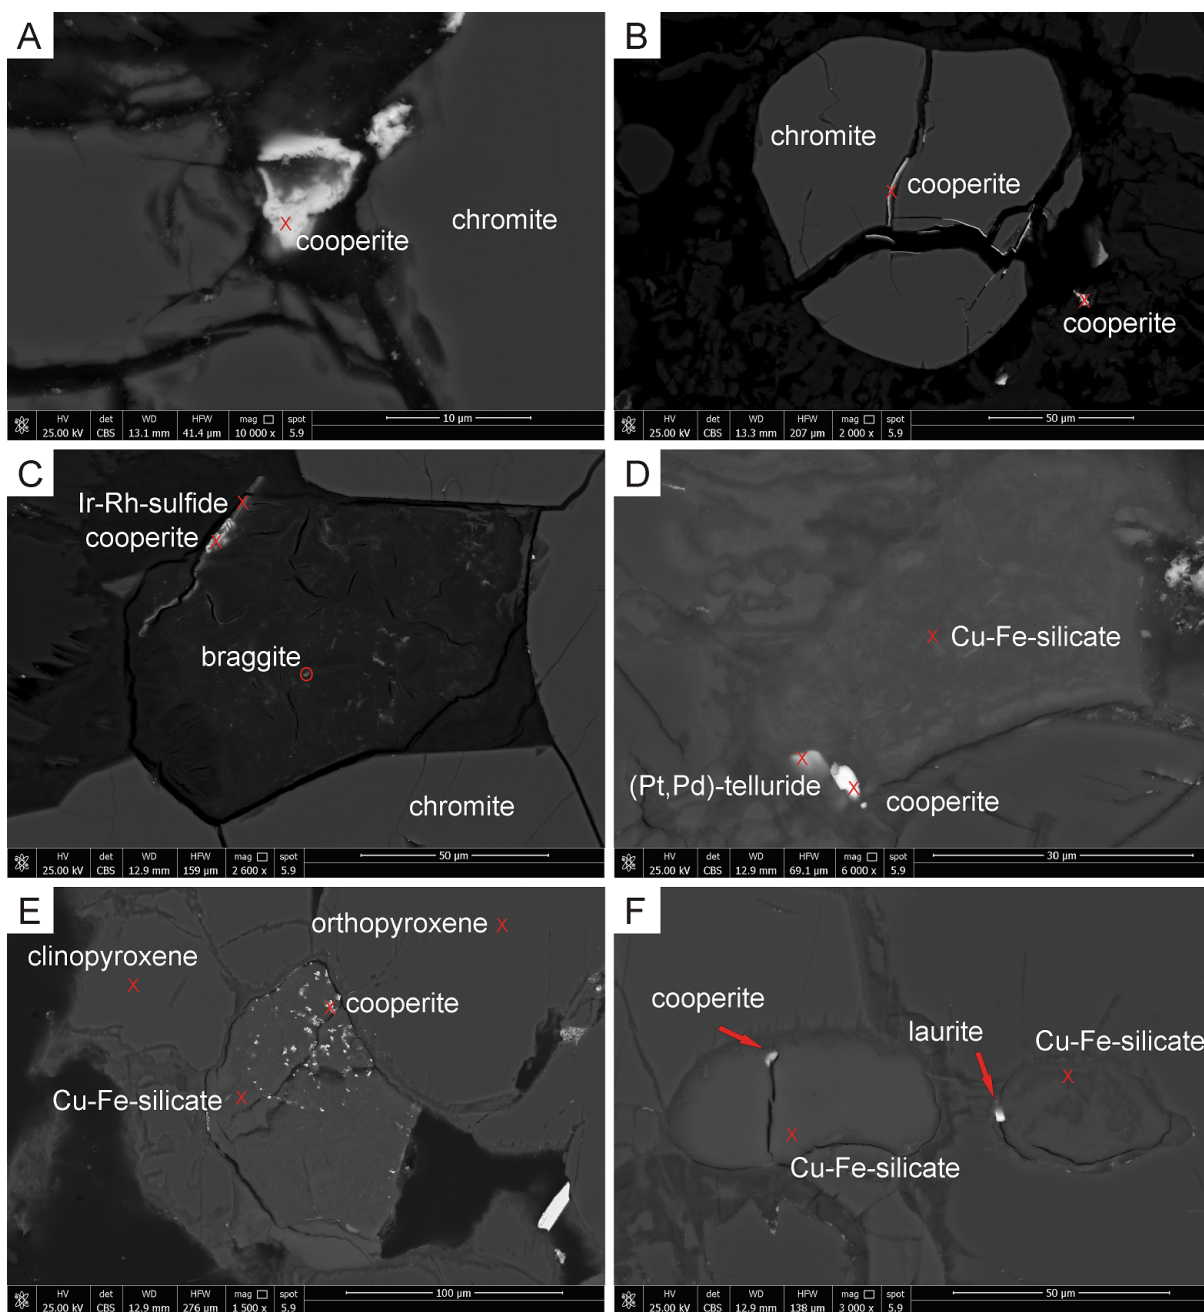 A
cooperite
chromite
HV det WD HFW mag spot
25.00 kV CBS 13.1 mm 41.4 µm 10 000 x 5.9
10 µm
B
chromite
cooperite
cooperite
HV det WD HFW mag spot
25.00 kV CBS 13.3 mm 207 µm 2 000 x 5.9
50 µm
C
Ir-Rh-sulfide
cooperite
braggite
chromite
HV det WD HFW mag spot
25.00 kV CBS 12.9 mm 159 µm 2 600 x 5.9
50 µm
D
Cu-Fe-silicate
(Pt,Pd)-telluride
cooperite
HV det WD HFW mag spot
25.00 kV CBS 12.9 mm 69.1 µm 6 000 x 5.9
30 µm
E
orthopyroxene
clinopyroxene
cooperite
Cu-Fe-silicate
HV det WD HFW mag spot
25.00 kV CBS 12.9 mm 276 µm 1 500 x 5.9
100 µm
F
cooperite
laurite
Cu-Fe-silicate
Cu-Fe-silicate
HV det WD HFW mag spot
25.00 kV CBS 12.9 mm 138 µm 3 000 x 5.9
50 µm